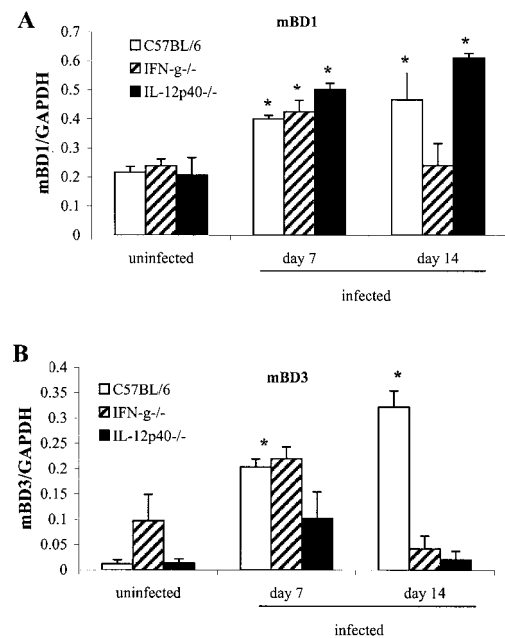 A
mBD1
C57BL/6
IFN-g-/-
IL-12p40-/-
mBD1/GAPDH
0.7
0.6
0.5
0.4
0.3
0.2
0.1
0
* * *
* *
uninfected day 7 day 14
infected
B
mBD3
C57BL/6
IFN-g-/-
IL-12p40-/-
mBD3/GAPDH
0.4
0.35
0.3
0.25
0.2
0.15
0.1
0.05
0
*
*
uninfected day 7 day 14
infected